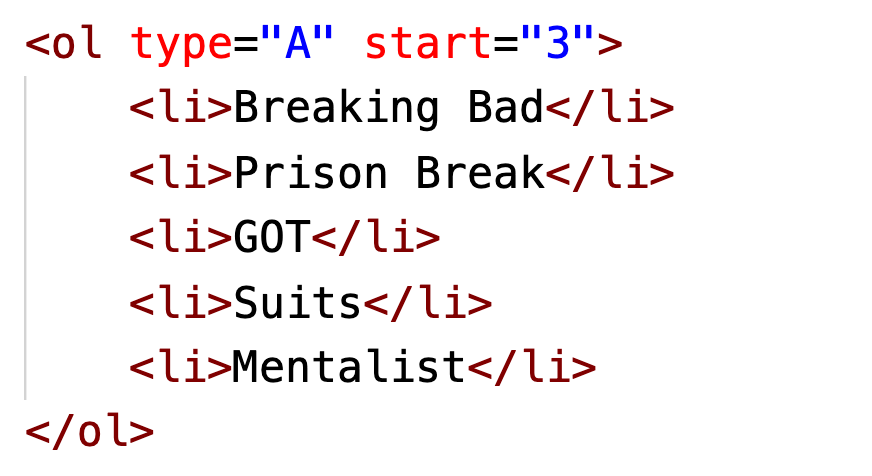 <ol type="A" start="3">
    <li>Breaking Bad</li>
    <li>Prison Break</li>
    <li>GOT</li>
    <li>Suits</li>
    <li>Mentalist</li>
</ol>